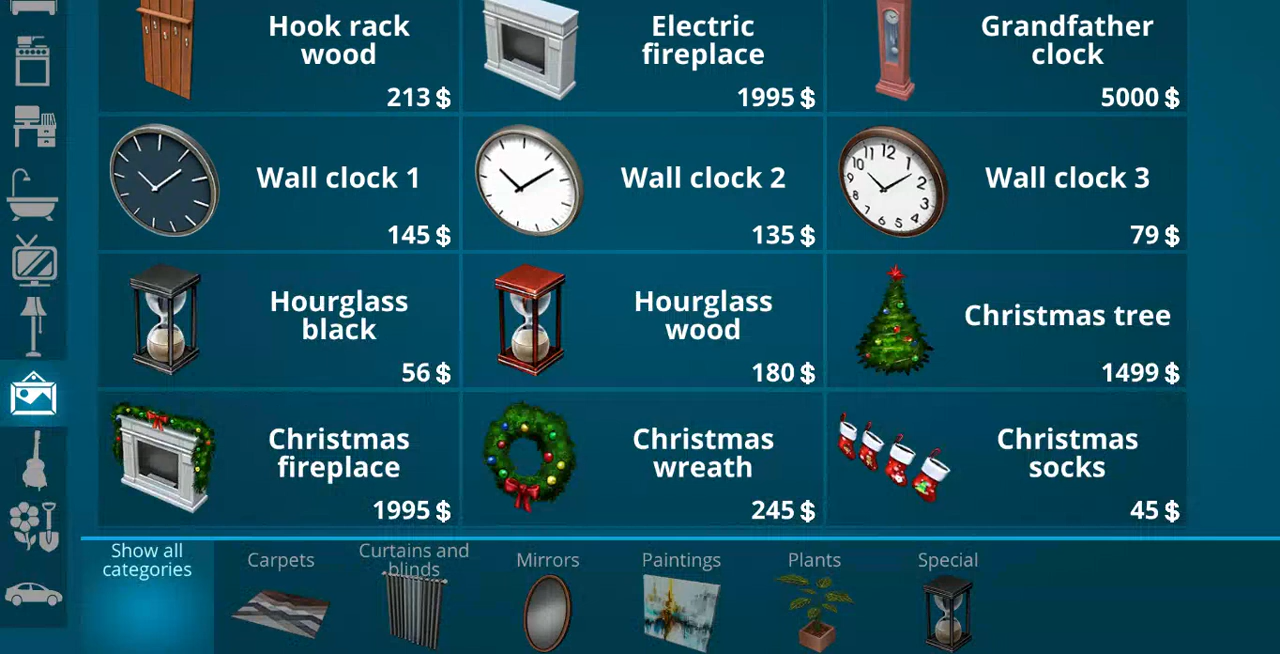 Hook rack
wood
213 $
Electric
fireplace
1995 $
Grandfather
clock
5000 $
Wall clock 1
145 $
Wall clock 2
135 $
Wall clock 3
79 $
Hourglass
black
56 $
Hourglass
wood
180 $
Christmas tree
1499 $
Christmas
fireplace
1995 $
Christmas
wreath
245 $
Christmas
socks
45 $
Show all
categories
Carpets
Curtains and
blinds
Mirrors
Paintings
Plants
Special